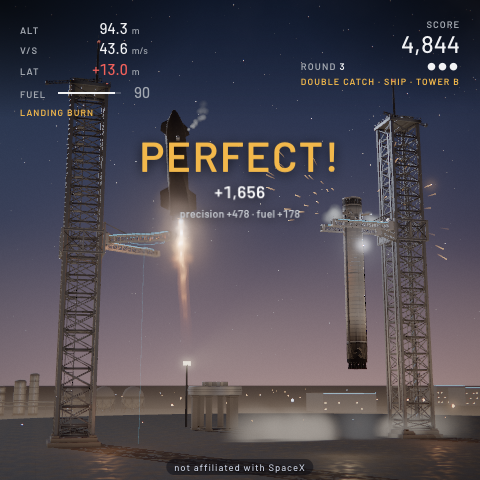 ALT 94.3 m
V/S 43.6 m/s
LAT +13.0 m
FUEL 90
LANDING BURN
SCORE
4,844
ROUND 3
DOUBLE CATCH · SHIP · TOWER B
PERFECT!
+1,656
precision +478 · fuel +178
not affiliated with SpaceX